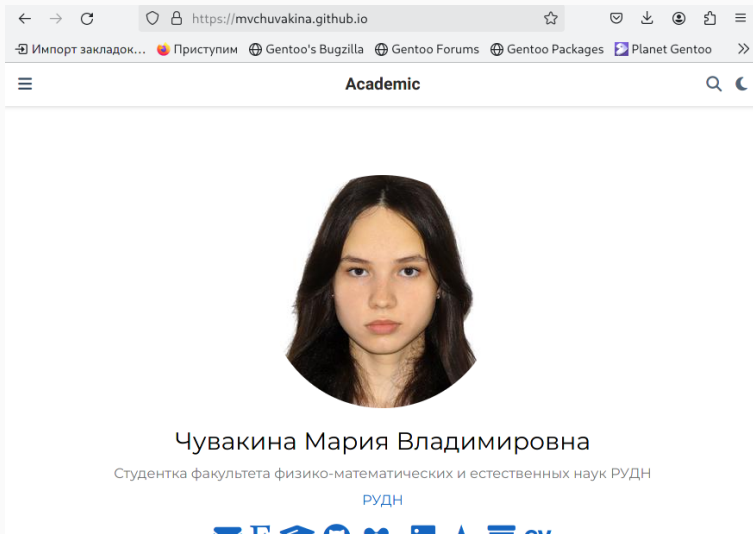 https://mvchuvakina.github.io
Импорт закладок... Приступим Gentoo's Bugzilla Gentoo Forums Gentoo Packages Planet Gentoo
Academic
Чувакина Мария Владимировна
Студентка факультета физико-математических и естественных наук РУДН
РУДН